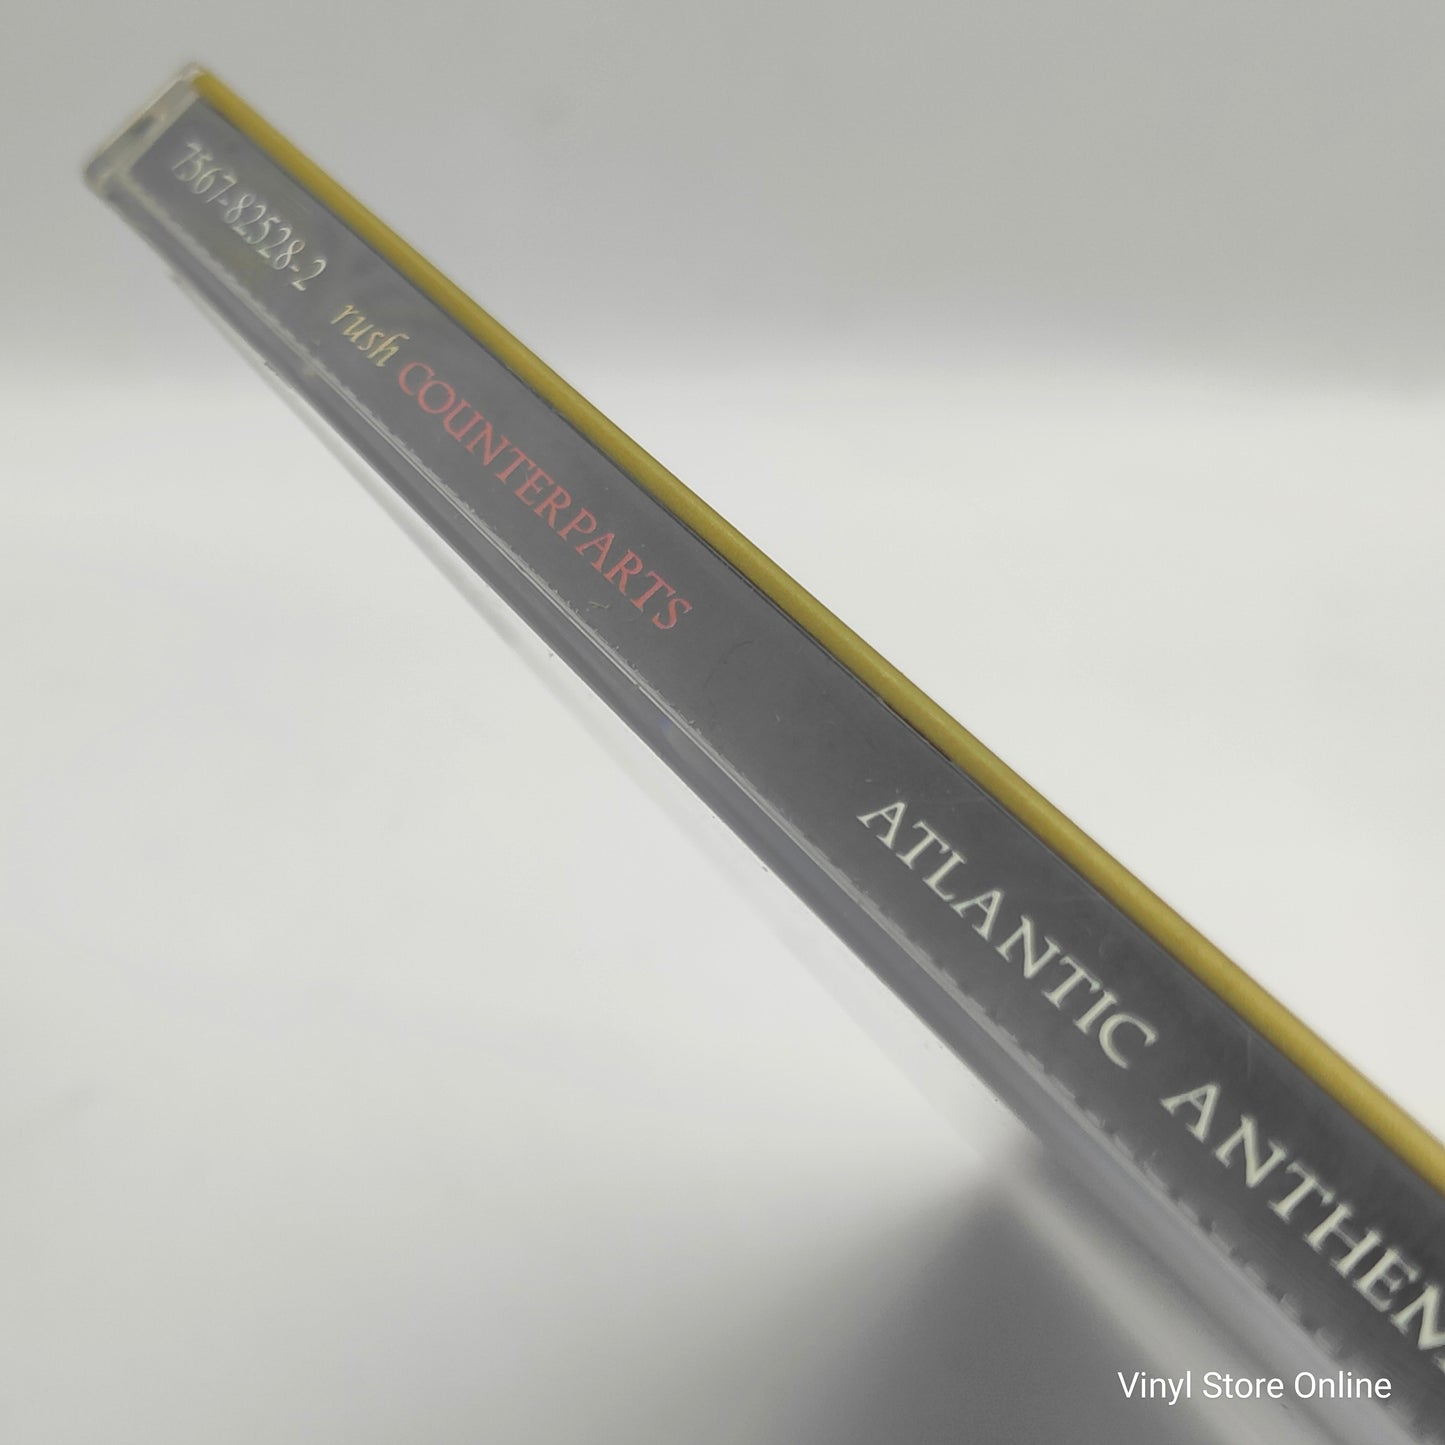 7567-82528-2 rush COUNTERPARTS ATLANTIC ANTHEM
Vinyl Store Online